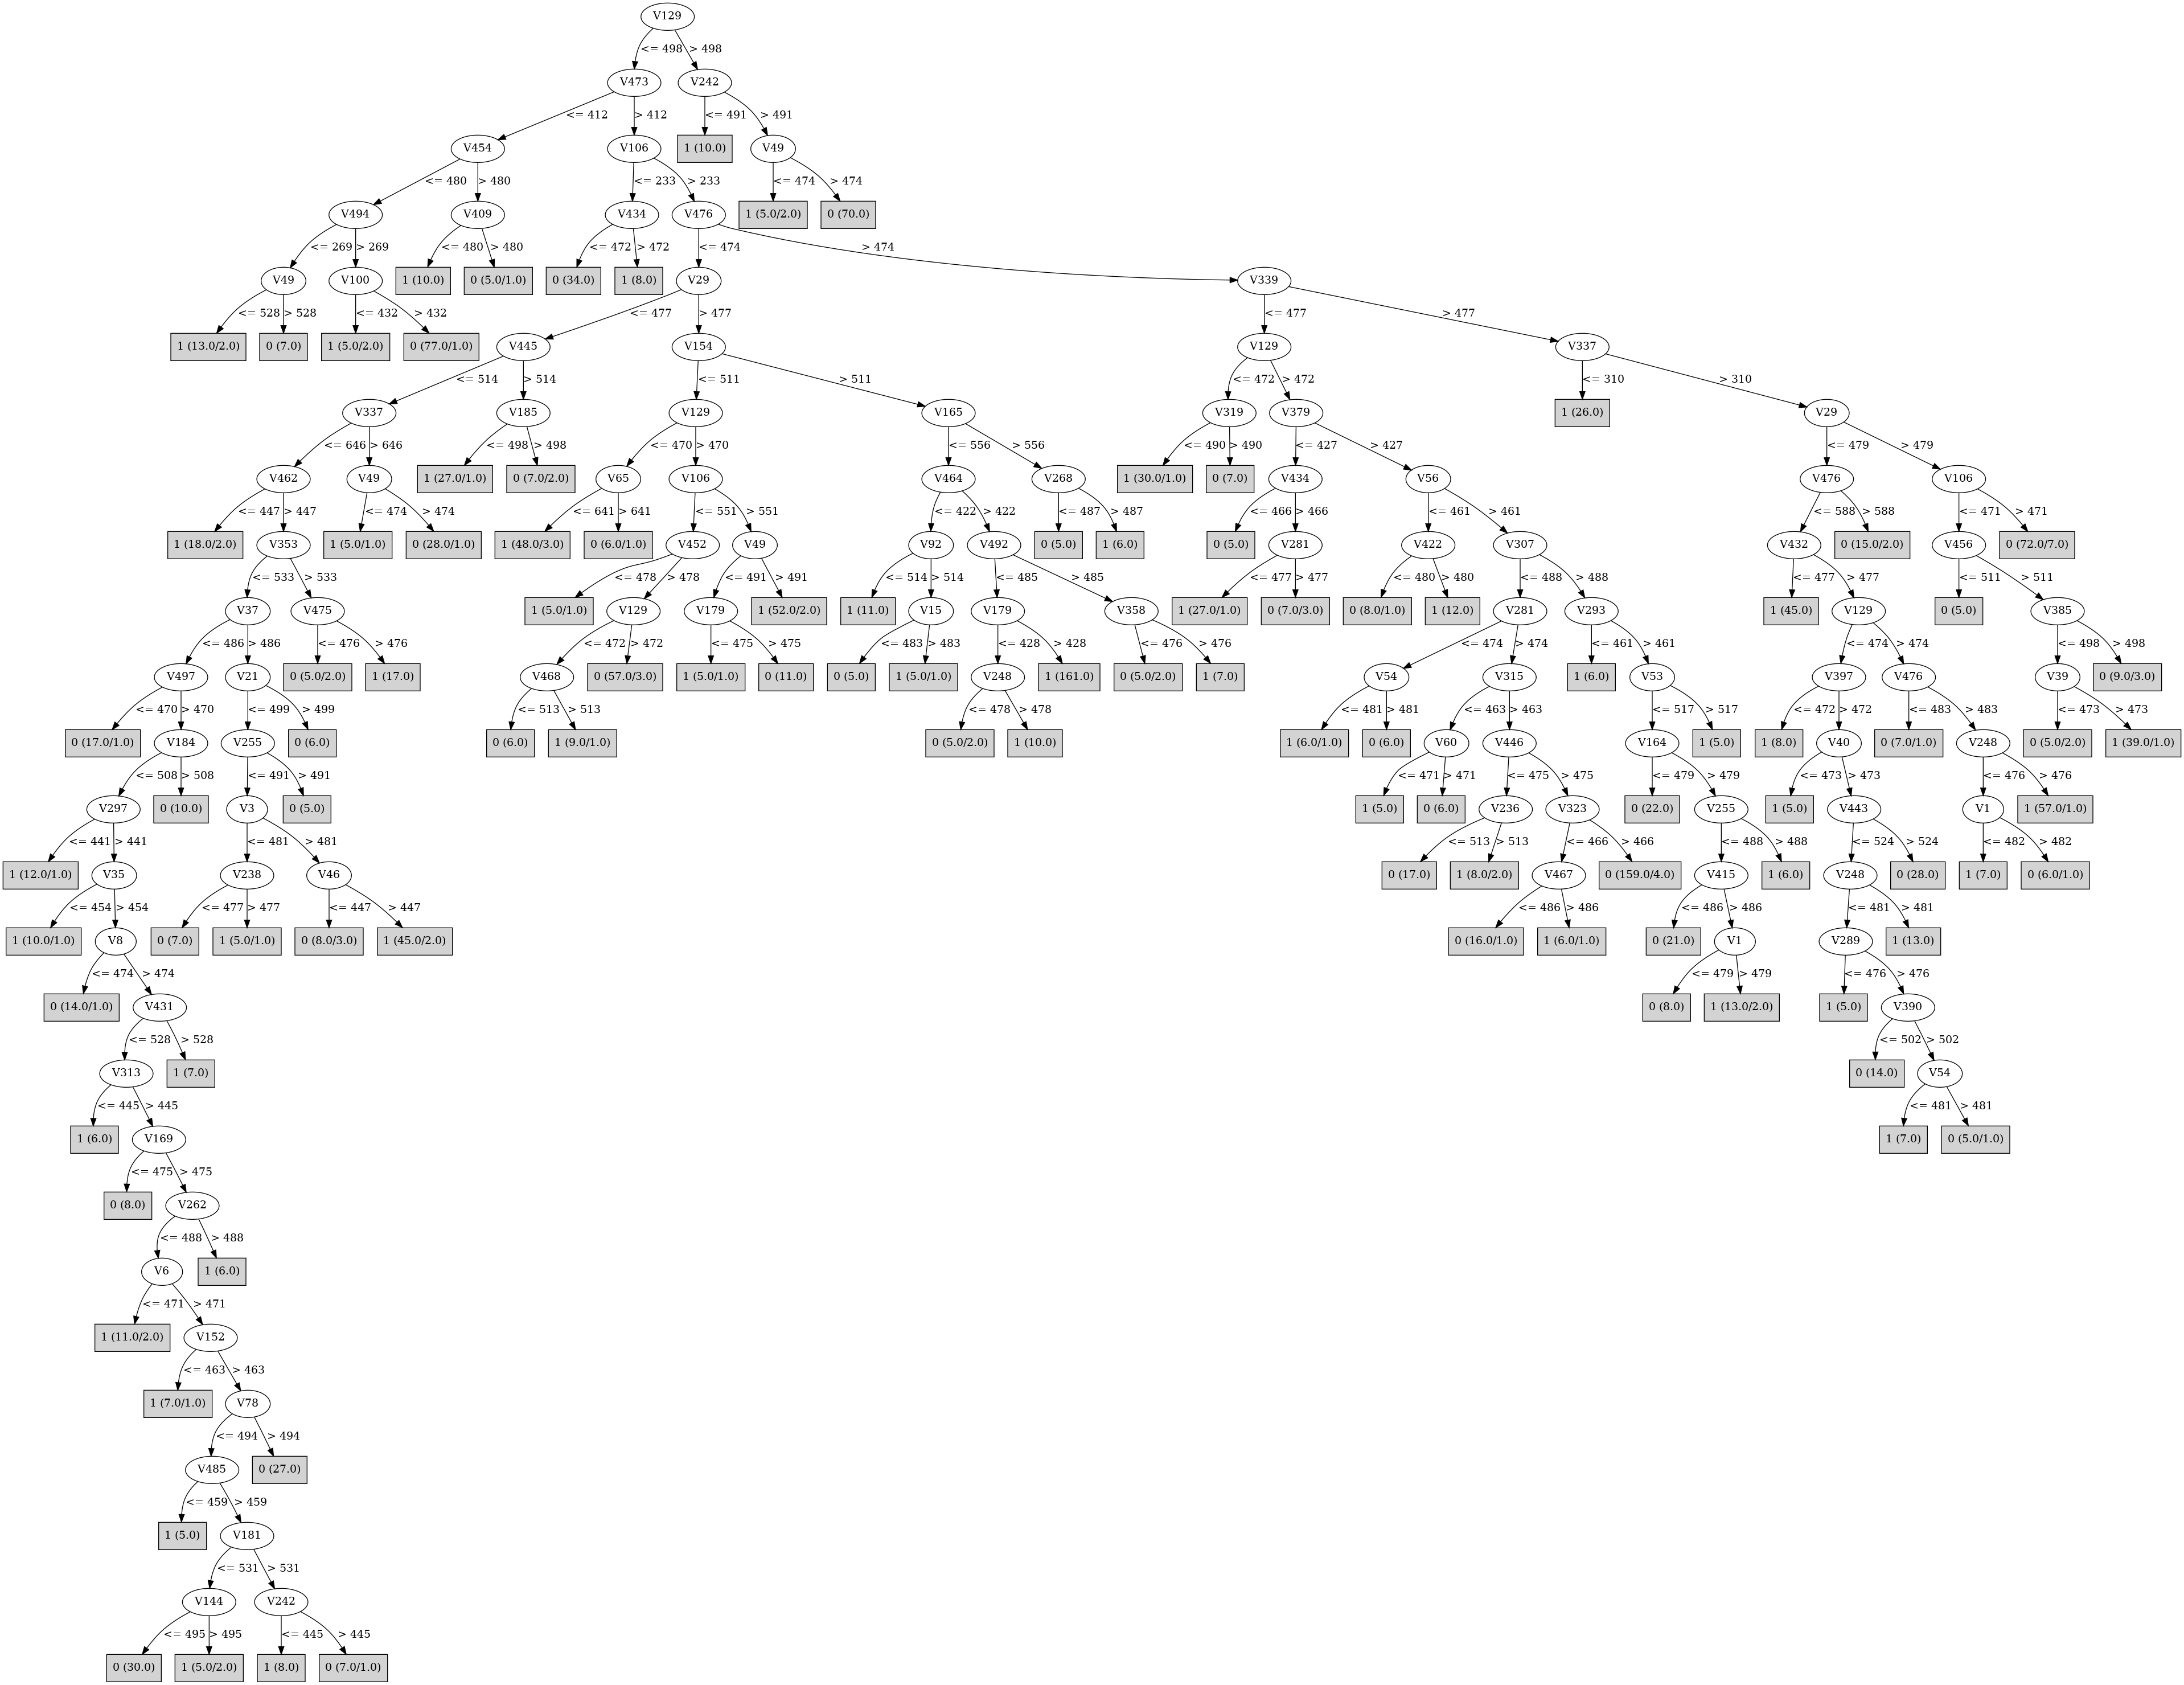 V129
<= 498 > 498
V473 V242
<= 412 > 412 <= 491 > 491
V454 V106 1 (10.0) V49
<= 480 > 480 <= 233 > 233 <= 474 > 474
V494 V409 V434 V476 1 (5.0/2.0) 0 (70.0)
<= 269 > 269 <= 480 > 480 <= 472 > 472 <= 474 > 474
V49 V100 1 (10.0) 0 (5.0/1.0) 0 (34.0) 1 (8.0) V29 V339
<= 528 > 528 <= 432 > 432 <= 477 > 477 <= 477 > 477
1 (13.0/2.0) 0 (7.0) 1 (5.0/2.0) 0 (77.0/1.0) V445 V154 V129 V337
<= 514 > 514 <= 511 > 511 <= 472 > 472 <= 310 > 310
V337 V185 V129 V165 V319 V379 1 (26.0) V29
<= 646 > 646 <= 498 > 498 <= 470 > 470 <= 556 > 556 <= 490 > 490 <= 427 > 427 <= 479 > 479
V462 V49 1 (27.0/1.0) 0 (7.0/2.0) V65 V106 V464 V268 1 (30.0/1.0) 0 (7.0) V434 V56 V476 V106
<= 447 > 447 <= 474 > 474 <= 641 > 641 <= 551 > 551 <= 422 > 422 <= 487 > 487 <= 466 > 466 <= 461 > 461 <= 588 > 588 <= 471 > 471
1 (18.0/2.0) V353 1 (5.0/1.0) 0 (28.0/1.0) 1 (48.0/3.0) 0 (6.0/1.0) V452 V49 V92 V492 0 (5.0) 1 (6.0) 0 (5.0) V281 V422 V307 V432 0 (15.0/2.0) V456 0 (72.0/7.0)
<= 533 > 533 <= 478 > 478 <= 491 > 491 <= 514 > 514 <= 485 > 485 <= 477 > 477 <= 480 > 480 <= 488 > 488 <= 477 > 477 <= 511 > 511
V37 V475 1 (5.0/1.0) V129 V179 1 (52.0/2.0) 1 (11.0) V15 V179 V358 1 (27.0/1.0) 0 (7.0/3.0) 0 (8.0/1.0) 1 (12.0) V281 V293 1 (45.0) V129 0 (5.0) V385
<= 486 > 486 <= 476 > 476 <= 472 > 472 <= 475 > 475 <= 483 > 483 <= 428 > 428 <= 476 > 476 <= 474 > 474 <= 461 > 461 <= 474 > 474 <= 498 > 498
V497 V21 0 (5.0/2.0) 1 (17.0) V468 0 (57.0/3.0) 1 (5.0/1.0) 0 (11.0) 0 (5.0) 1 (5.0/1.0) V248 1 (161.0) 0 (5.0/2.0) 1 (7.0) V54 V315 1 (6.0) V53 V397 V476 V39 0 (9.0/3.0)
<= 470 > 470 <= 499 > 499 <= 513 > 513 <= 478 > 478 <= 481 > 481 <= 463 > 463 <= 517 > 517 <= 472 > 472 <= 483 > 483 <= 473 > 473
0 (17.0/1.0) V184 V255 0 (6.0) 0 (6.0) 1 (9.0/1.0) 0 (5.0/2.0) 1 (10.0) 1 (6.0/1.0) 0 (6.0) V60 V446 V164 1 (5.0) 1 (8.0) V40 0 (7.0/1.0) V248 0 (5.0/2.0) 1 (39.0/1.0)
<= 508 > 508 <= 491 > 491 <= 471 > 471 <= 475 > 475 <= 479 > 479 <= 473 > 473 <= 476 > 476
V297 0 (10.0) V3 0 (5.0) 1 (5.0) 0 (6.0) V236 V323 0 (22.0) V255 1 (5.0) V443 V1 1 (57.0/1.0)
<= 441 > 441 <= 481 > 481 <= 513 > 513 <= 466 > 466 <= 488 > 488 <= 524 > 524 <= 482 > 482
1 (12.0/1.0) V35 V238 V46 0 (17.0) 1 (8.0/2.0) V467 0 (159.0/4.0) V415 1 (6.0) V248 0 (28.0) 1 (7.0) 0 (6.0/1.0)
<= 454 > 454 <= 477 > 477 <= 447 > 447 <= 486 > 486 <= 486 > 486 <= 481 > 481
1 (10.0/1.0) V8 0 (7.0) 1 (5.0/1.0) 0 (8.0/3.0) 1 (45.0/2.0) 0 (16.0/1.0) 1 (6.0/1.0) 0 (21.0) V1 V289 1 (13.0)
<= 474 > 474 <= 479 > 479 <= 476 > 476
0 (14.0/1.0) V431 0 (8.0) 1 (13.0/2.0) 1 (5.0) V390
<= 528 > 528 <= 502 > 502
V313 1 (7.0) 0 (14.0) V54
<= 445 > 445 <= 481 > 481
1 (6.0) V169 1 (7.0) 0 (5.0/1.0)
<= 475 > 475
0 (8.0) V262
<= 488 > 488
V6 1 (6.0)
<= 471 > 471
1 (11.0/2.0) V152
<= 463 > 463
1 (7.0/1.0) V78
<= 494 > 494
V485 0 (27.0)
<= 459 > 459
1 (5.0) V181
<= 531 > 531
V144 V242
<= 495 > 495 <= 445 > 445
0 (30.0) 1 (5.0/2.0) 1 (8.0) 0 (7.0/1.0)